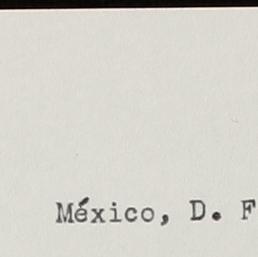 México, D. F